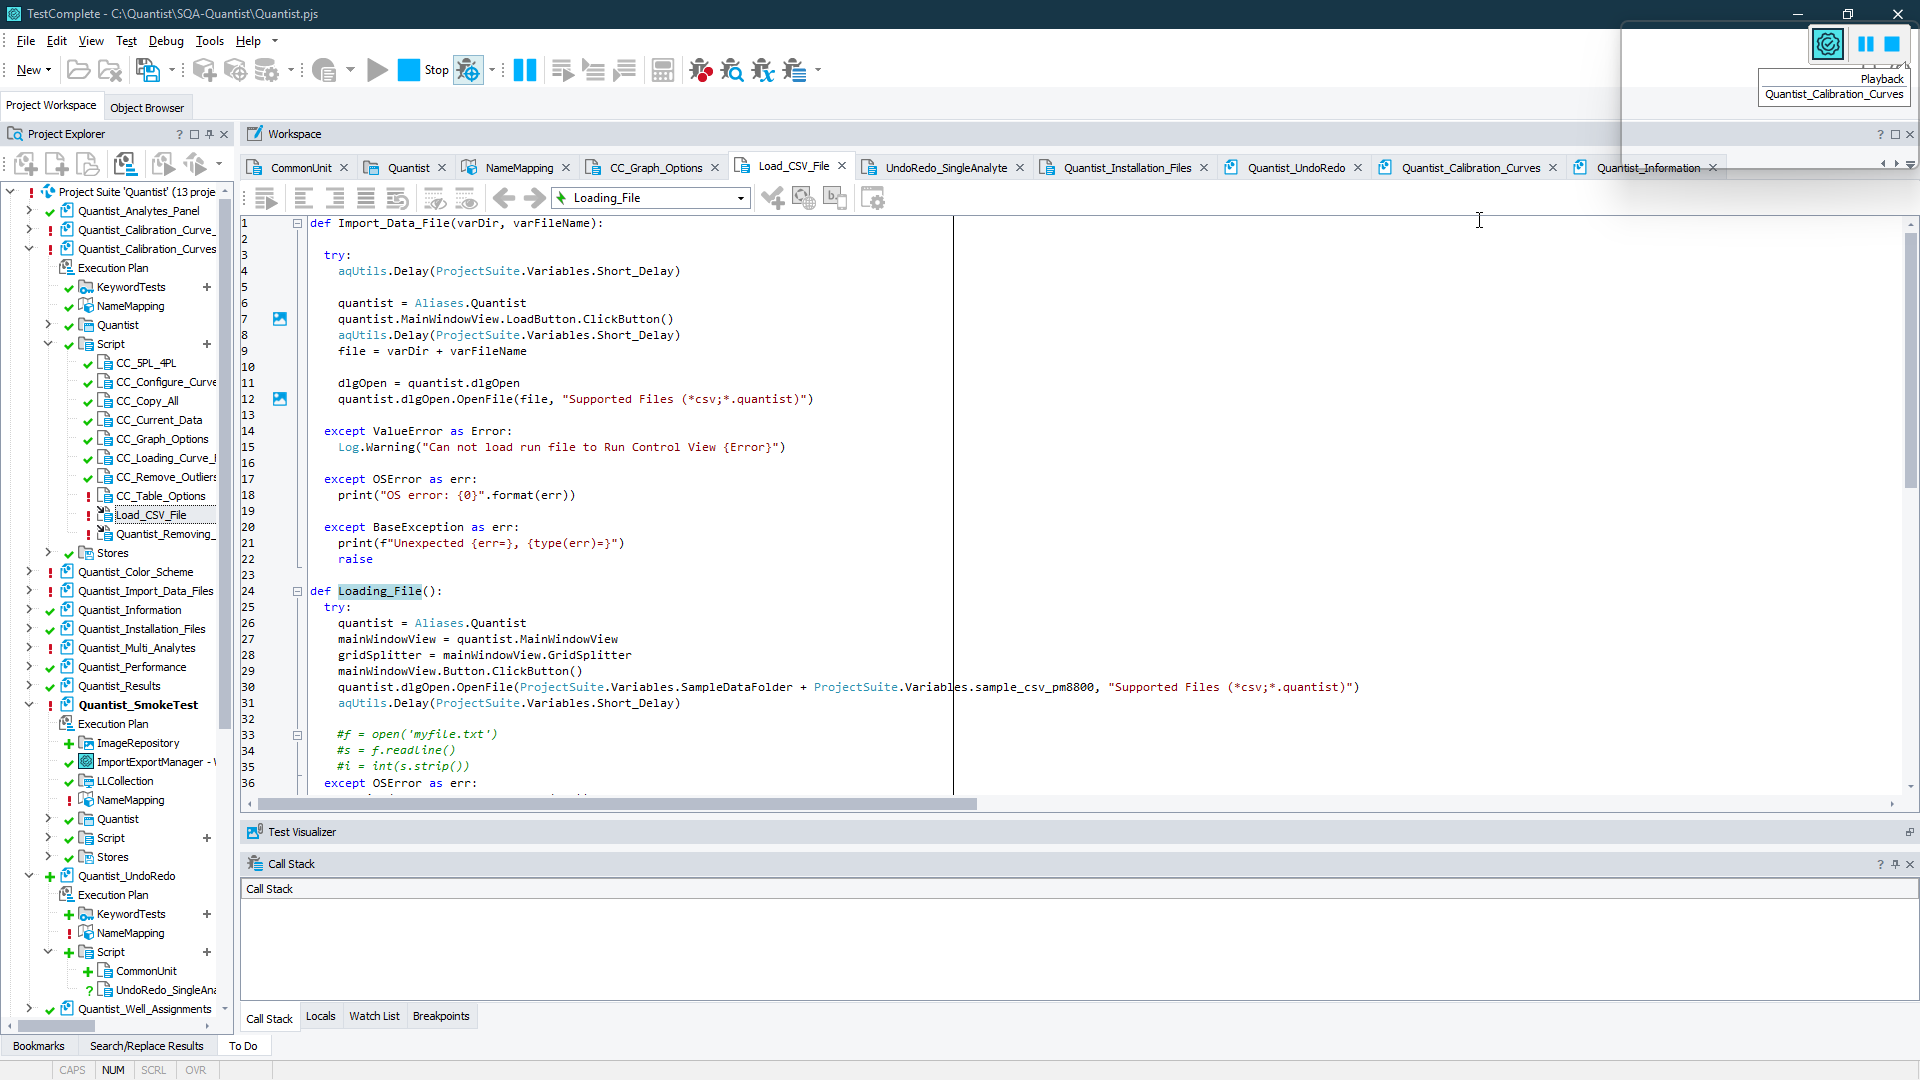 TestComplete - C:\Quantist\SQA-Quantist\Quantist.pjs
File Edit View Test Debug Tools Help
New Stop
Playback
Quantist_Calibration_Curves
Project Workspace Object Browser
Project Explorer
Workspace
CommonUnit Quantist NameMapping CC_Graph_Options Load_CSV_File UndoRedo_SingleAnalyte Quantist_Installation_Files Quantist_UndoRedo Quantist_Calibration_Curves Quantist_Information
Loading_File
Project Suite 'Quantist' (13 proje
Quantist_Analytes_Panel
Quantist_Calibration_Curve_
Quantist_Calibration_Curves
Execution Plan
KeywordTests
NameMapping
Quantist
Script
CC_5PL_4PL
CC_Configure_Curve
CC_Copy_All
CC_Current_Data
CC_Graph_Options
CC_Loading_Curve_
CC_Remove_Outliers
CC_Table_Options
Load_CSV_File
Quantist_Removing_
Stores
Quantist_Color_Scheme
Quantist_Import_Data_Files
Quantist_Information
Quantist_Installation_Files
Quantist_Multi_Analytes
Quantist_Performance
Quantist_Results
Quantist_SmokeTest
Execution Plan
ImageRepository
ImportExportManager -
LLCollection
NameMapping
Quantist
Script
Stores
Quantist_UndoRedo
Execution Plan
KeywordTests
NameMapping
Script
CommonUnit
UndoRedo_SingleAna
Quantist_Well_Assignments
1 def Import_Data_File(varDir, varFileName):
2
3 try:
4 aqUtils.Delay(ProjectSuite.Variables.Short_Delay)
5
6 quantist = Aliases.Quantist
7 quantist.MainWindowView.LoadButton.ClickButton()
8 aqUtils.Delay(ProjectSuite.Variables.Short_Delay)
9 file = varDir + varFileName
10
11 dlgOpen = quantist.dlgOpen
12 quantist.dlgOpen.OpenFile(file, "Supported Files (*csv;*.quantist)")
13
14 except ValueError as Error:
15 Log.Warning("Can not load run file to Run Control View {Error}")
16
17 except OSError as err:
18 print("OS error: {0}".format(err))
19
20 except BaseException as err:
21 print(f"Unexpected {err=}, {type(err)=}")
22 raise
23
24 def Loading_File():
25 try:
26 quantist = Aliases.Quantist
27 mainWindowView = quantist.MainWindowView
28 gridSplitter = mainWindowView.GridSplitter
29 mainWindowView.Button.ClickButton()
30 quantist.dlgOpen.OpenFile(ProjectSuite.Variables.SampleDataFolder + ProjectSuite.Variables.sample_csv_pm8800, "Supported Files (*csv;*.quantist)")
31 aqUtils.Delay(ProjectSuite.Variables.Short_Delay)
32
33 #f = open('myfile.txt')
34 #s = f.readline()
35 #i = int(s.strip())
36 except OSError as err:
Test Visualizer
Call Stack
Call Stack
Call Stack Locals Watch List Breakpoints
Bookmarks Search/Replace Results To Do
CAPS NUM SCRL OVR